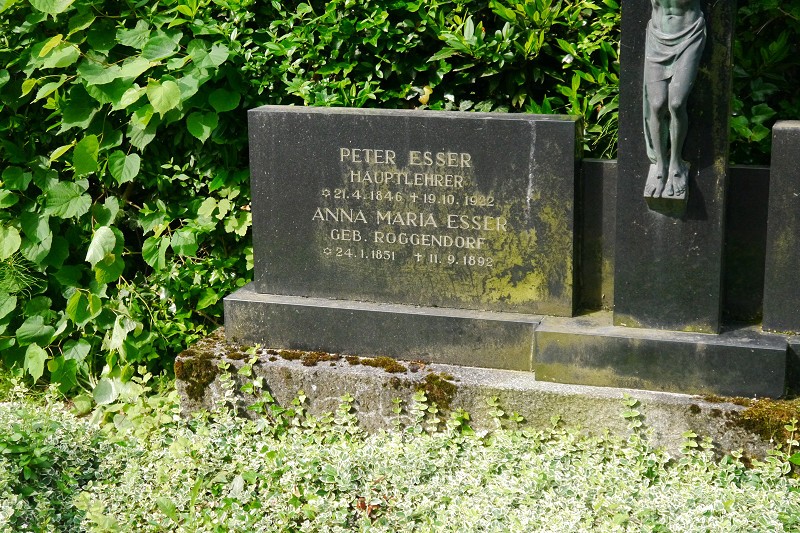 PETER ESSER
HAUPTLEHRER
✡21.4.1846 †19.10.1922
ANNA MARIA ESSER
GEB. ROGGENDORF
✡24.1.1851 †11.9.1892